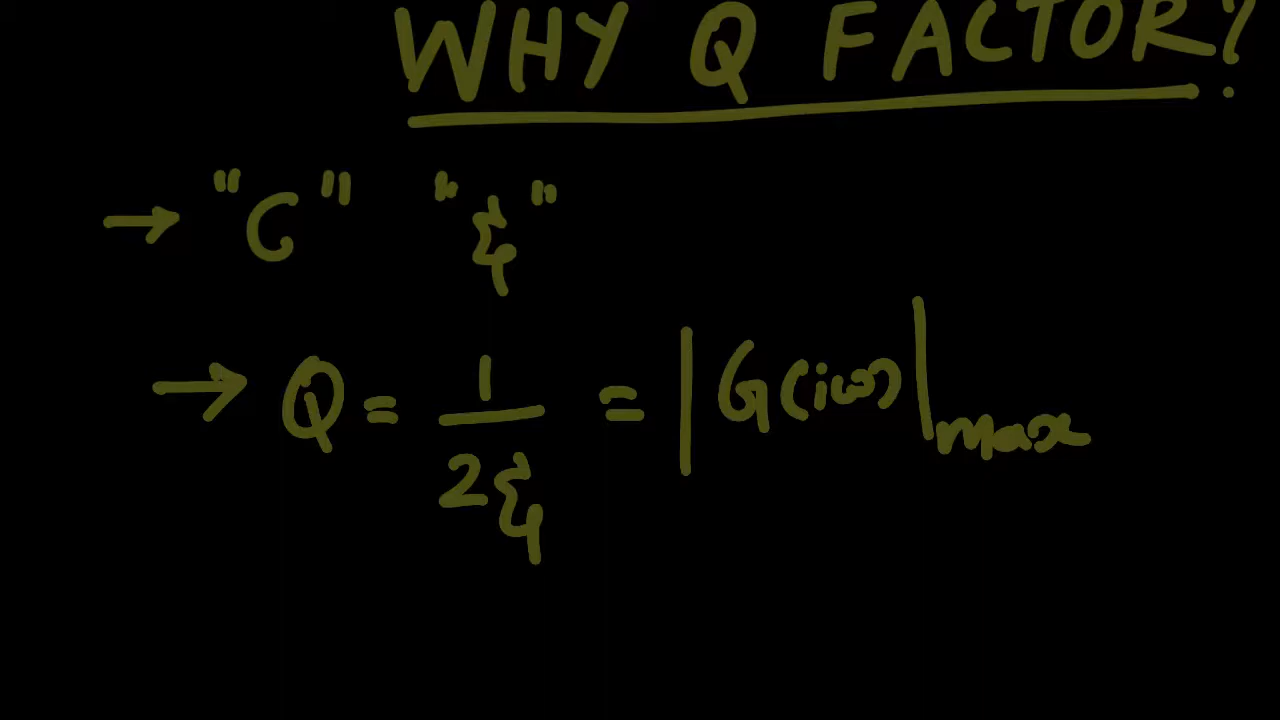 WHY Q FACTOR?
→ "C" "ξ"
→ Q = 1/2ξ = |G(iω)|max